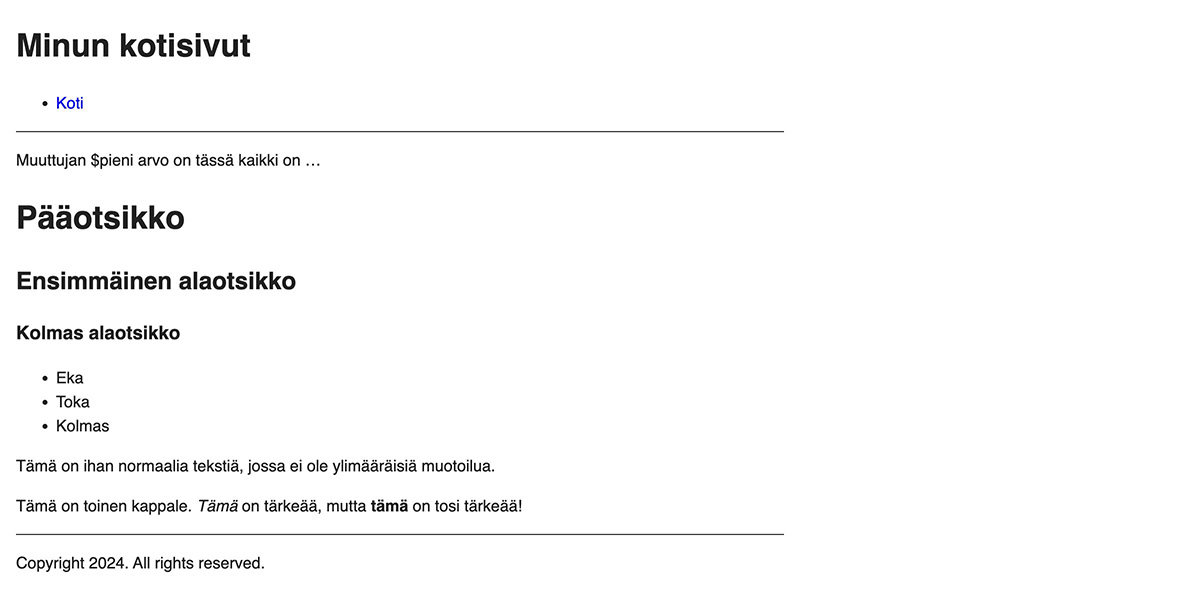 Minun kotisivut
Koti
Muuttujan $pieni arvo on tässä kaikki on …
Pääotsikko
Ensimmäinen alaotsikko
Kolmas alaotsikko
Eka
Toka
Kolmas
Tämä on ihan normaalia tekstiä, jossa ei ole ylimääräisiä muotoilua.
Tämä on toinen kappale. Tämä on tärkeää, mutta tämä on tosi tärkeää!
Copyright 2024. All rights reserved.